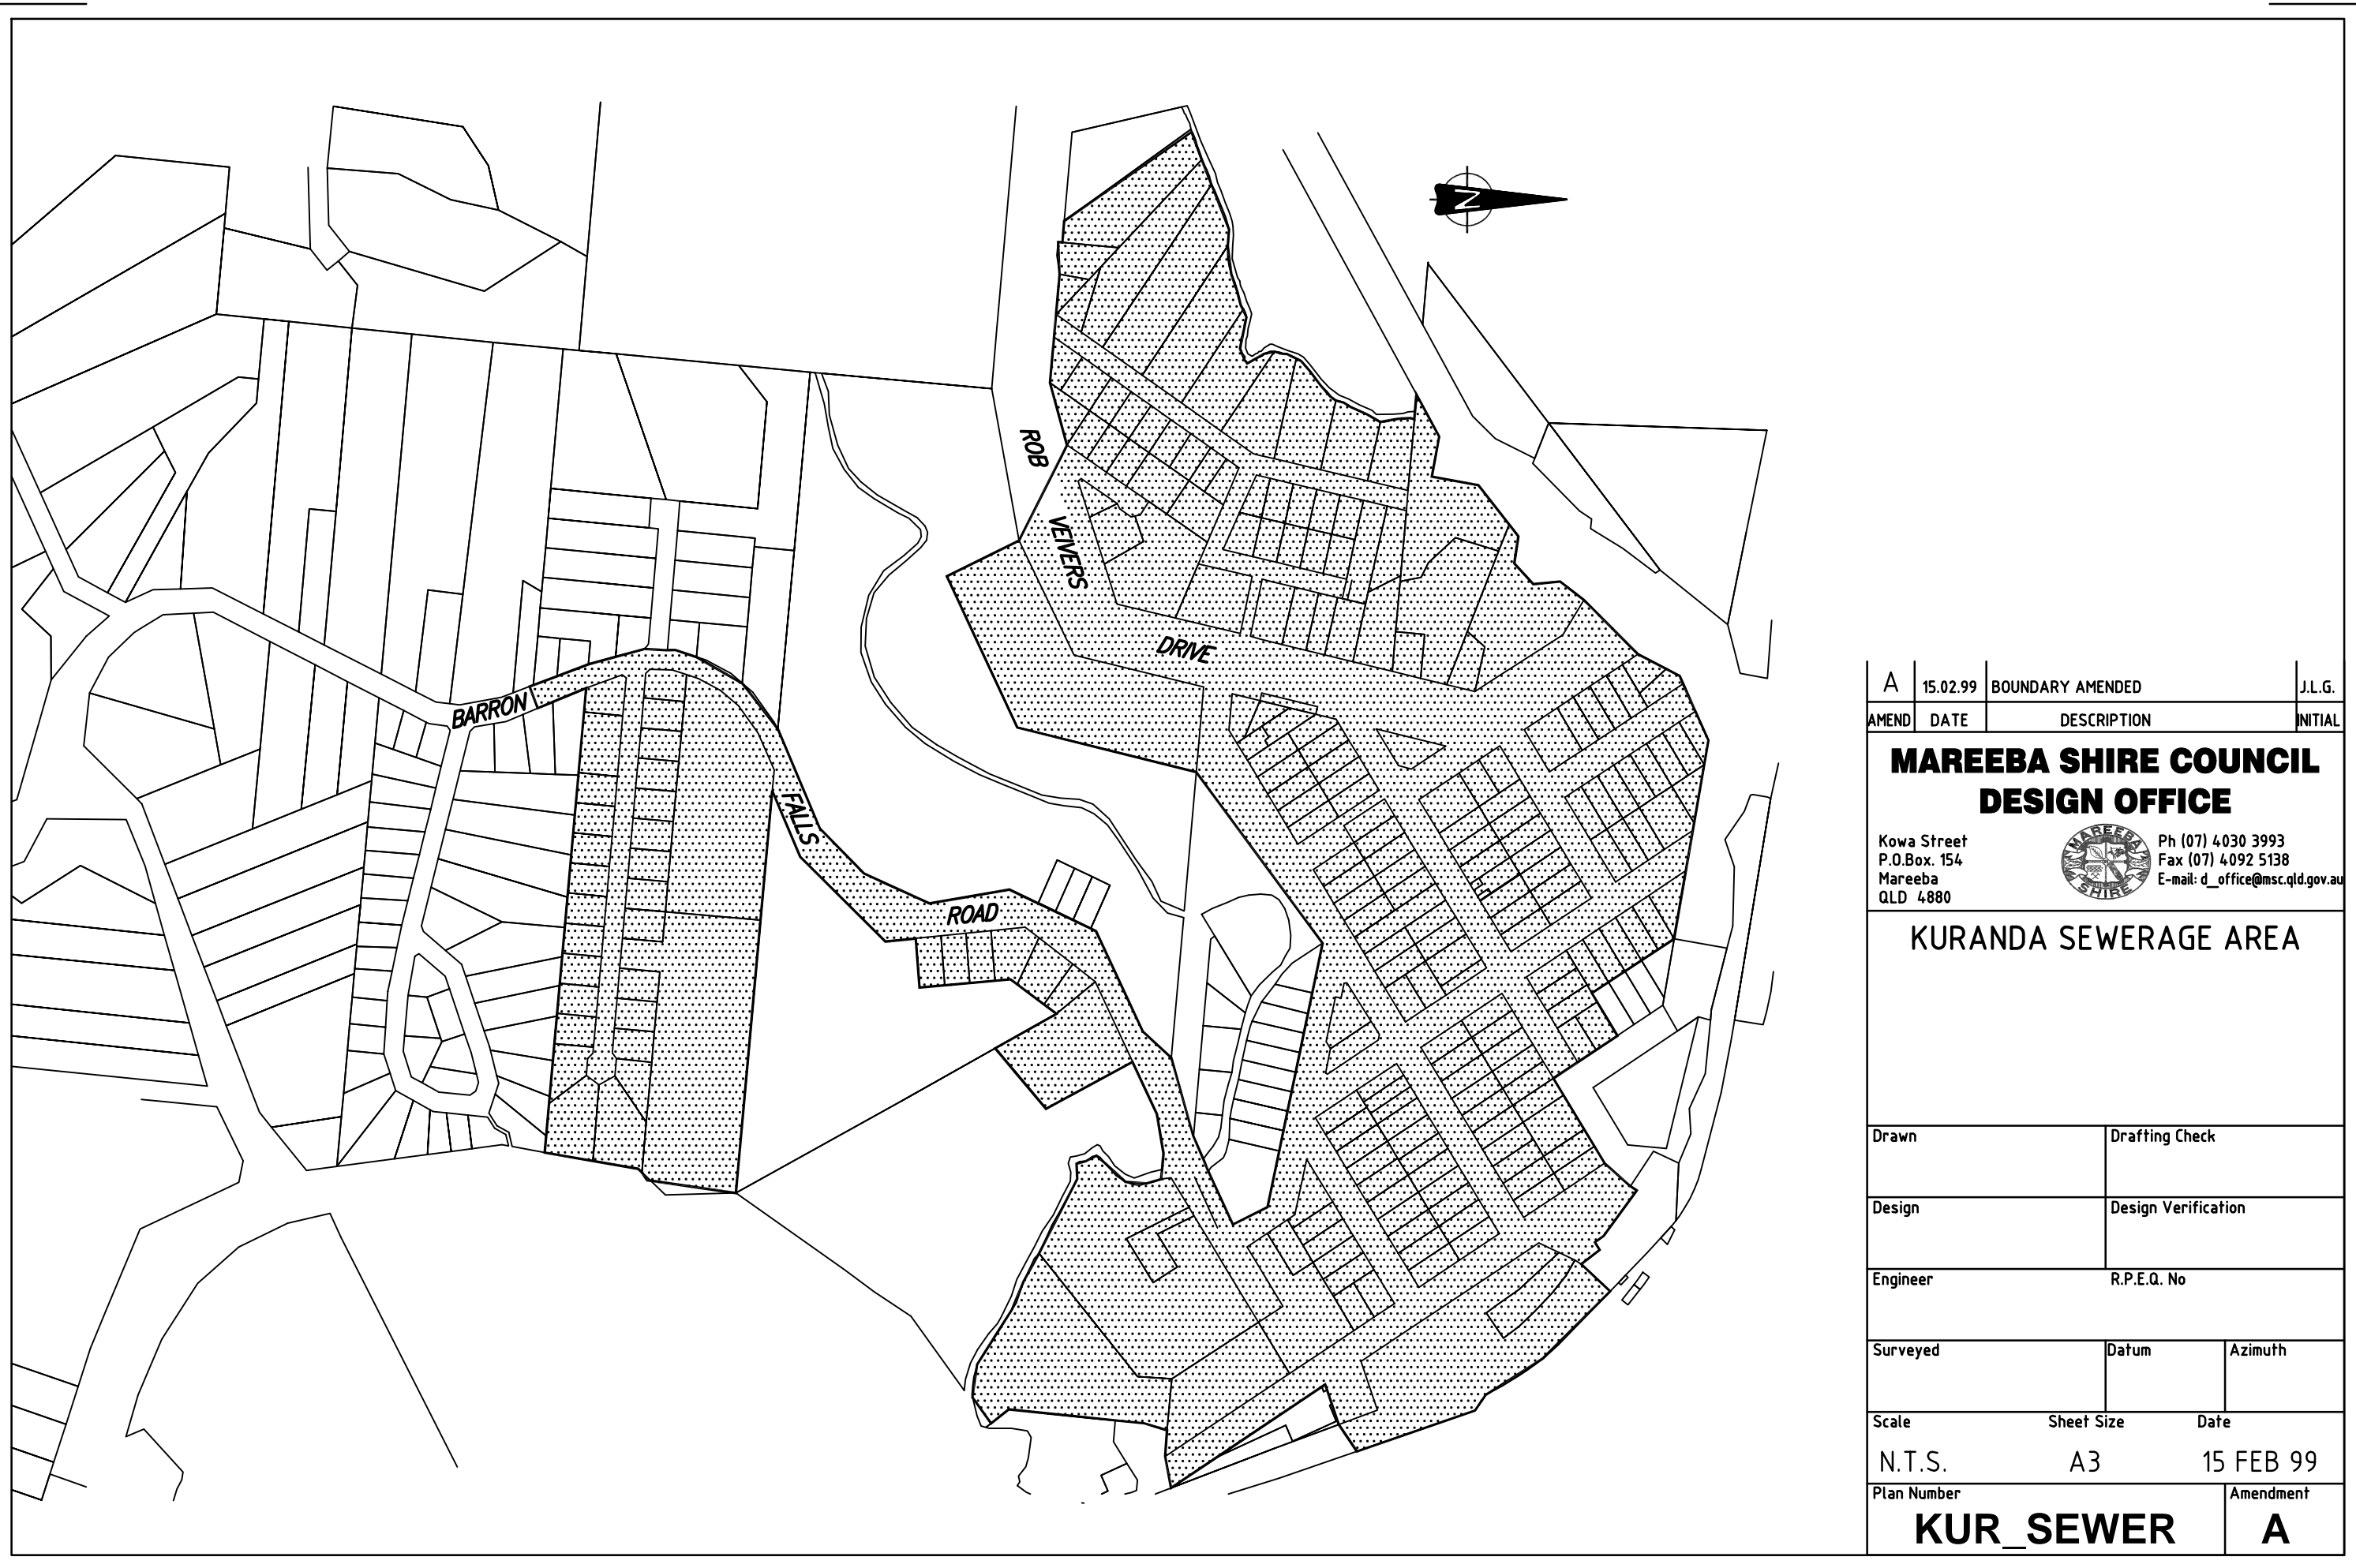 N
ROB
VEIVERS
DRIVE
BARRON
FALLS
ROAD
A 15.02.99 BOUNDARY AMENDED J.L.G.
AMEND DATE DESCRIPTION INITIAL
MAREEBA SHIRE COUNCIL
DESIGN OFFICE
Kowa Street
P.O.Box. 154
Mareeba
QLD 4880
MAREEBA
SHIRE
Ph (07) 4030 3993
Fax (07) 4092 5138
E-mail: d_office@msc.qld.gov.au
KURANDA SEWERAGE AREA
Drawn Drafting Check
Design Design Verification
Engineer R.P.E.Q. No
Surveyed Datum Azimuth
Scale Sheet Size Date
N.T.S. A3 15 FEB 99
Plan Number Amendment
KUR_SEWER A